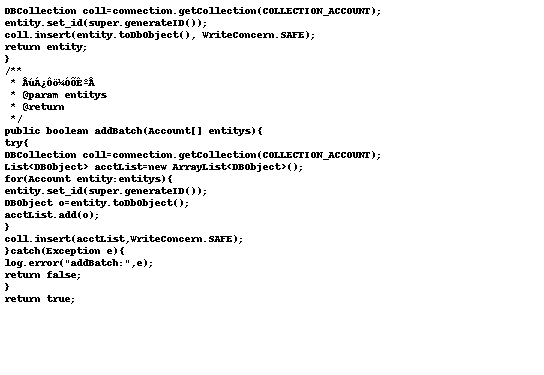 DBCollection coll=connection.getCollection(COLLECTION_ACCOUNT);
entity.set_id(super.generateID());
coll.insert(entity.toDbObject(), WriteConcern.SAFE);
return entity;
}
/**
* ÅúÁ¿Ôö¼ÓÕÊºÅ
* @param entitys
* @return
*/
public boolean addBatch(Account[] entitys){
try{
DBCollection coll=connection.getCollection(COLLECTION_ACCOUNT);
List<DBObject> acctList=new ArrayList<DBObject>();
for(Account entity:entitys){
entity.set_id(super.generateID());
DBObject o=entity.toDbObject();
acctList.add(o);
}
coll.insert(acctList,WriteConcern.SAFE);
}catch(Exception e){
log.error("addBatch:",e);
return false;
}
return true;